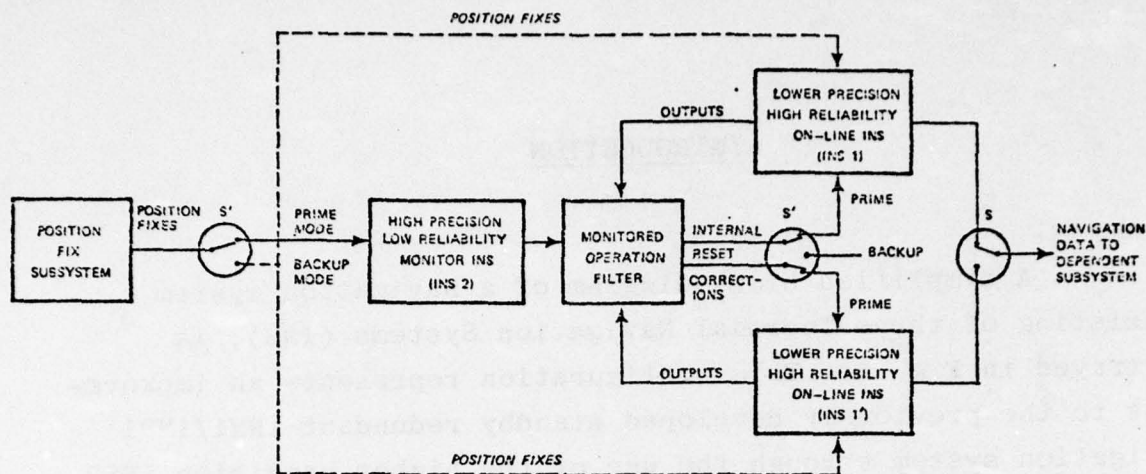 POSITION FIXES
LOWER PRECISION
HIGH RELIABILITY
ON-LINE INS
(INS 1)
OUTPUTS
POSITION
FIX
SUBSYSTEM
POSITION
FIXES
S'
PRIME
MODE
BACKUP
MODE
HIGH PRECISION
LOW RELIABILITY
MONITOR INS
(INS 2)
MONITORED
OPERATION
FILTER
INTERNAL
RESET
CORRECT-
IONS
S'
PRIME
BACKUP
PRIME
S
NAVIGATION
DATA TO
DEPENDENT
SUBSYSTEM
OUTPUTS
LOWER PRECISION
HIGH RELIABILITY
ON-LINE INS
(INS 1')
POSITION FIXES